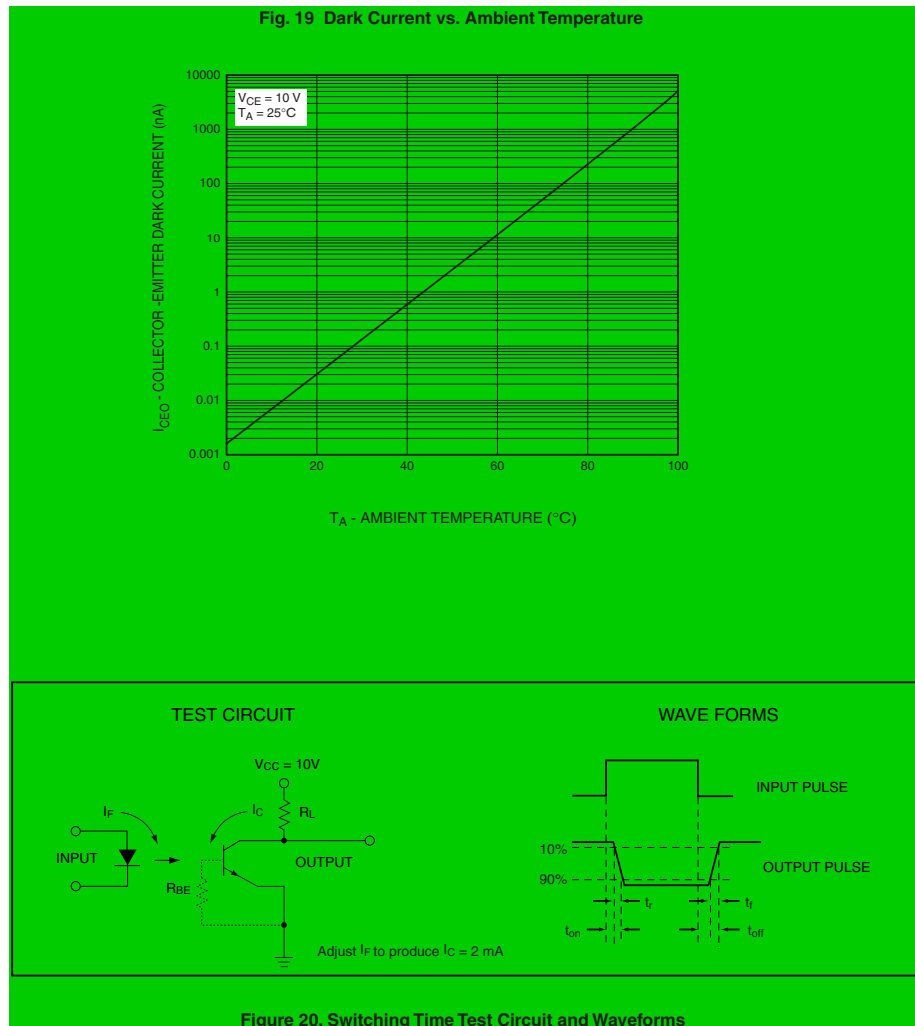 Fig. 19 Dark Current vs. Ambient Temperature
10000
1000
100
10
1
0.1
0.01
0.001
ICEO - COLLECTOR -EMITTER DARK CURRENT (nA)
VCE = 10 V
TA = 25°C
0 20 40 60 80 100
TA - AMBIENT TEMPERATURE (°C)
TEST CIRCUIT
VCC = 10V
IF
IC
RL
INPUT
OUTPUT
RBE
Adjust IF to produce IC = 2 mA
WAVE FORMS
INPUT PULSE
10%
OUTPUT PULSE
90%
tr
tf
ton
toff
Figure 20. Switching Time Test Circuit and Waveforms